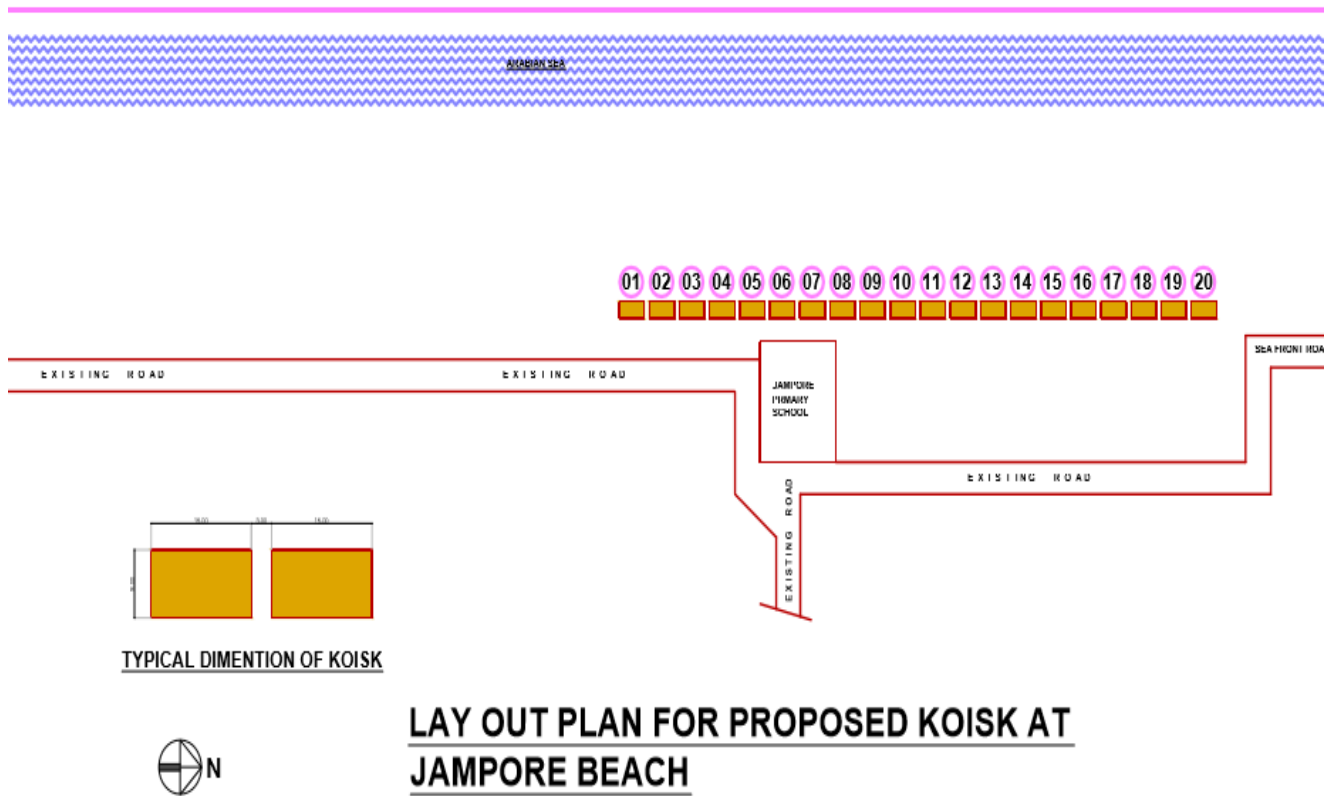 ARABIAN SEA
01 02 03 04 05 06 07 08 09 10 11 12 13 14 15 16 17 18 19 20
SEA FRONT ROA
EXISTING ROAD
EXISTING ROAD
JAMPORE
PRIMARY
SCHOOL
EXISTING ROAD
EXISTING ROAD
TYPICAL DIMENTION OF KOISK
N
LAY OUT PLAN FOR PROPOSED KOISK AT
JAMPORE BEACH